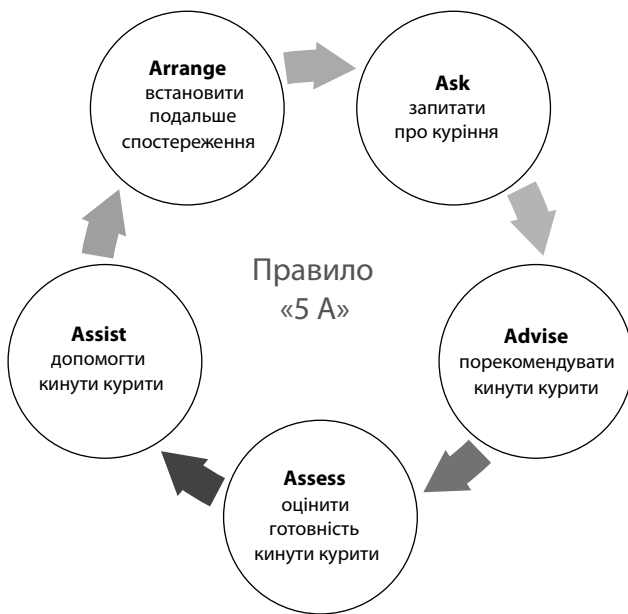 Правило
«5 А»
Ask
запитати
про куріння
Advise
порекомендувати
кинути курити
Assess
оцінити
готовність
кинути курити
Assist
допомогти
кинути курити
Arrange
встановити
подальше
спостереження